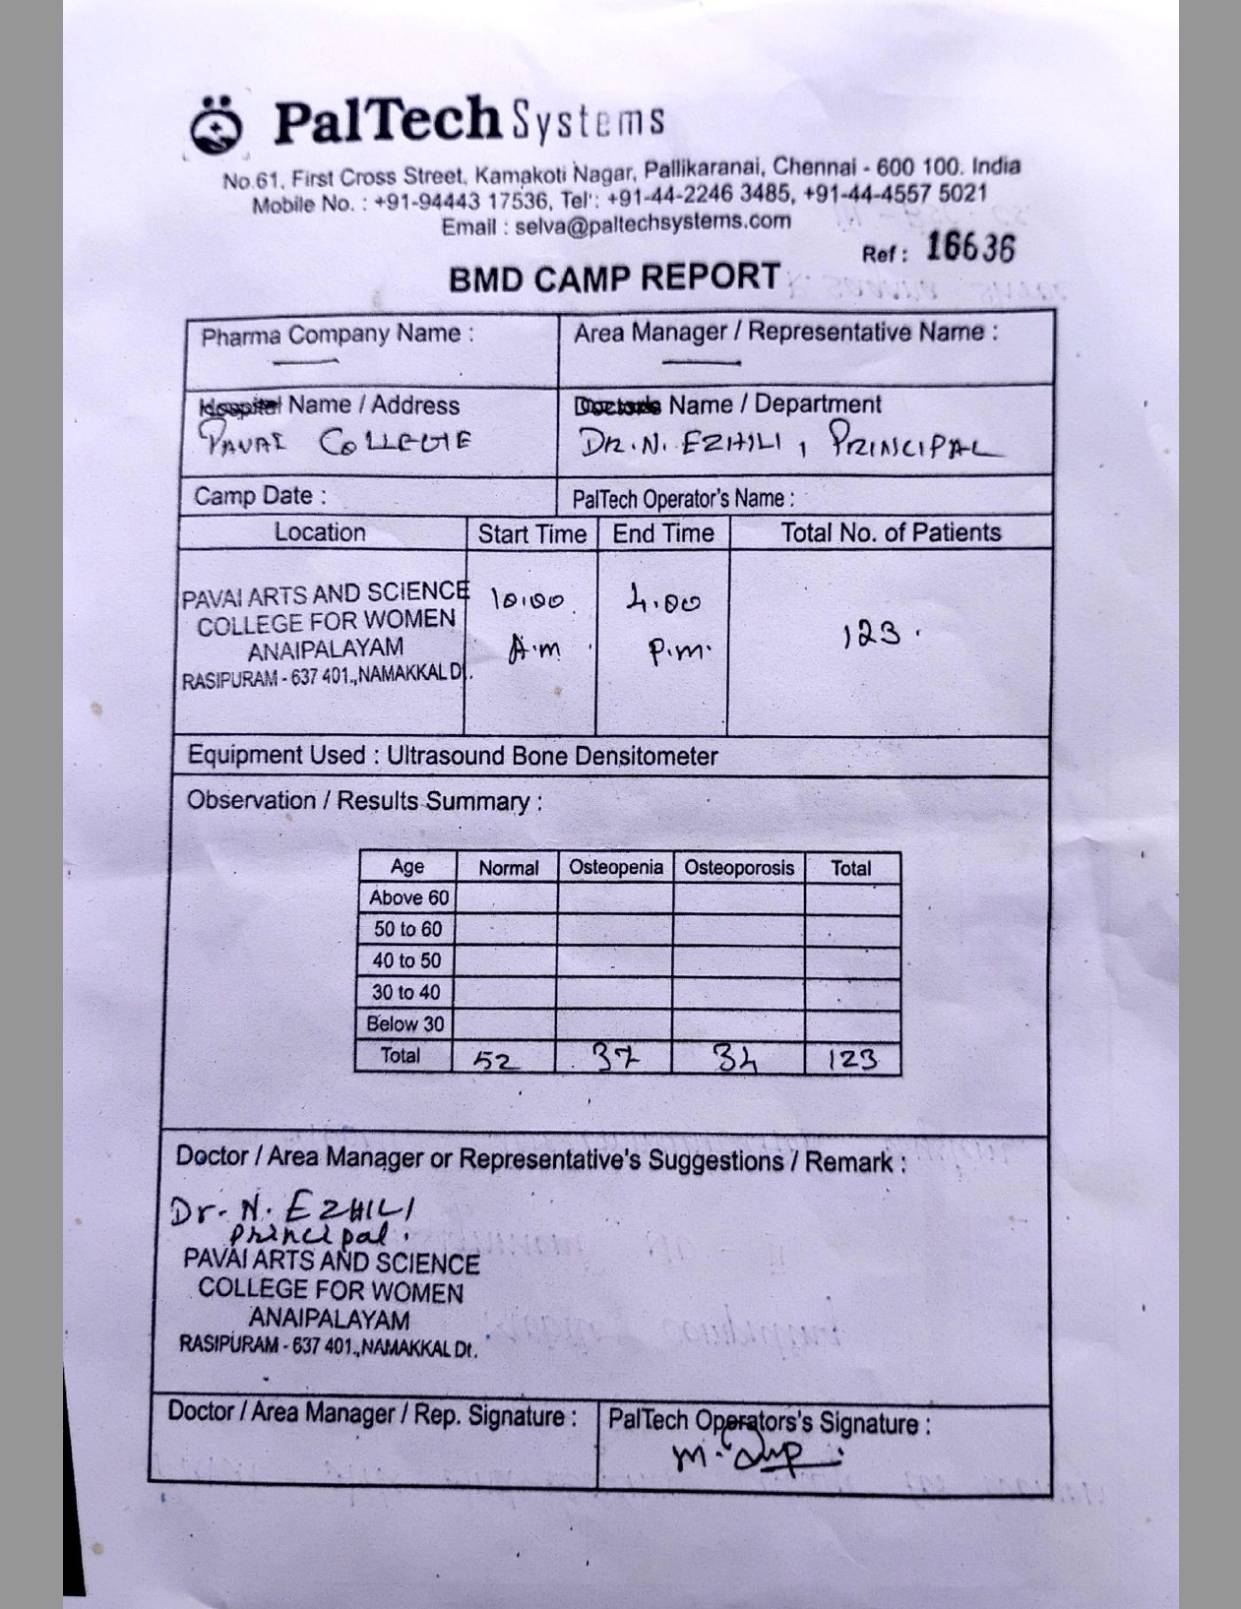 PalTech Systems
No.61, First Cross Street, Kamakoti Nagar, Pallikaranai, Chennai - 600 100. India
Mobile No. : +91-94443 17536, Tel : +91-44-2246 3485, +91-44-4557 5021
Email : selva@paltechsystems.com
Ref : 16636
BMD CAMP REPORT
Pharma Company Name : Area Manager / Representative Name :
Hospital Name / Address Doctors Name / Department
PAVAI COLLEGE DR. N. EZHILI, PRINCIPAL
Camp Date : PalTech Operator's Name :
Location Start Time End Time Total No. of Patients
PAVAI ARTS AND SCIENCE 10.00 4.00
COLLEGE FOR WOMEN 123.
ANAIPALAYAM A.m P.m.
RASIPURAM - 637 401.,NAMAKKAL D
Equipment Used : Ultrasound Bone Densitometer
Observation / Results Summary :
Age Normal Osteopenia Osteoporosis Total
Above 60
50 to 60
40 to 50
30 to 40
Below 30
Total 52 37 34 123
Doctor / Area Manager or Representative's Suggestions / Remark :
Dr. N. EZHILI
Principal.
PAVAI ARTS AND SCIENCE
COLLEGE FOR WOMEN
ANAIPALAYAM
RASIPURAM - 637 401.,NAMAKKAL Dt.
Doctor / Area Manager / Rep. Signature : PalTech Operators's Signature :